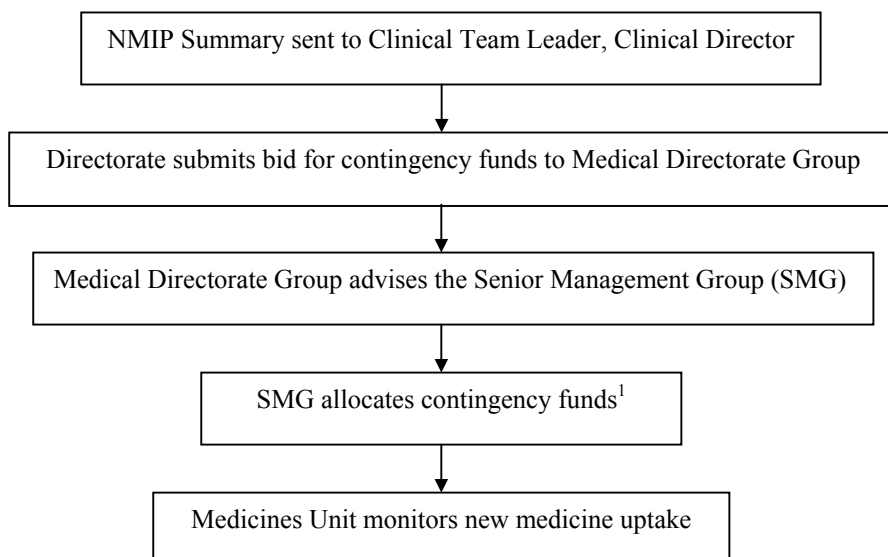 NMIP Summary sent to Clinical Team Leader, Clinical Director
Directorate submits bid for contingency funds to Medical Directorate Group
Medical Directorate Group advises the Senior Management Group (SMG)
SMG allocates contingency funds¹
Medicines Unit monitors new medicine uptake